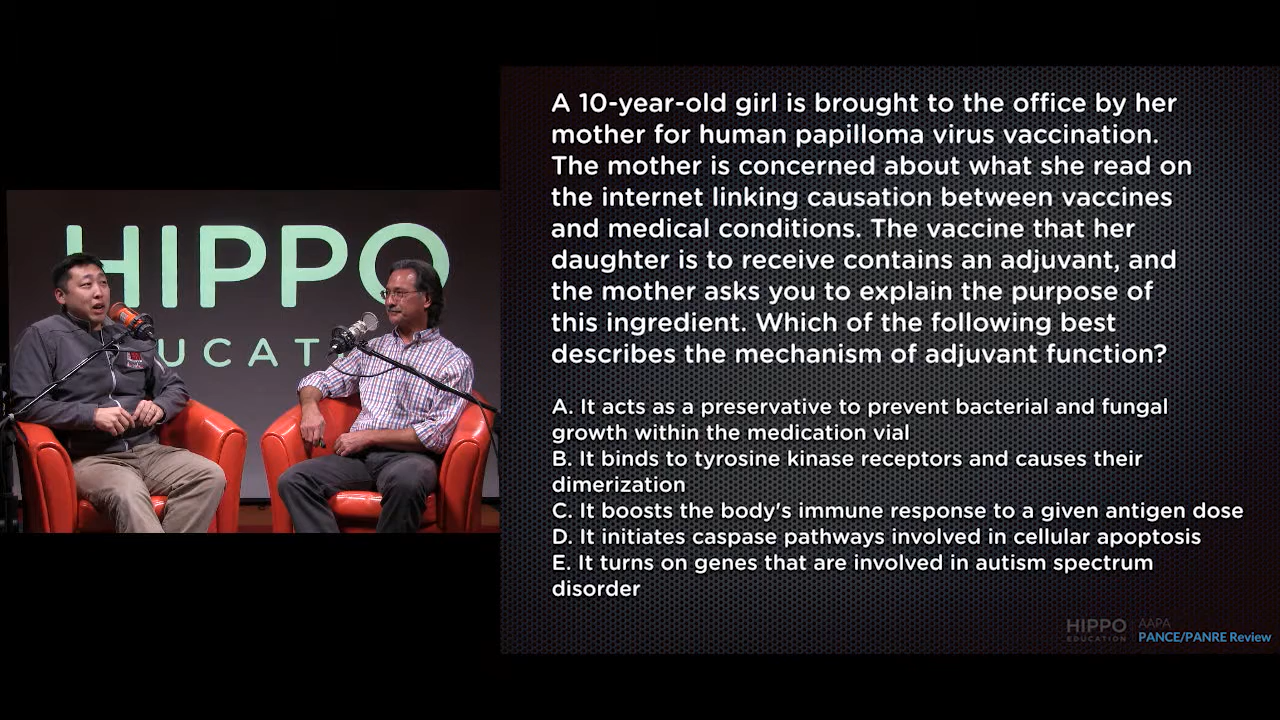 HIPPO
UCAT
A 10-year-old girl is brought to the office by her
mother for human papilloma virus vaccination.
The mother is concerned about what she read on
the internet linking causation between vaccines
and medical conditions. The vaccine that her
daughter is to receive contains an adjuvant, and
the mother asks you to explain the purpose of
this ingredient. Which of the following best
describes the mechanism of adjuvant function?
A. It acts as a preservative to prevent bacterial and fungal
growth within the medication vial
B. It binds to tyrosine kinase receptors and causes their
dimerization
C. It boosts the body's immune response to a given antigen dose
D. It initiates caspase pathways involved in cellular apoptosis
E. It turns on genes that are involved in autism spectrum
disorder
HIPPO
EDUCATION
AAPA
PANCE/PANRE Review